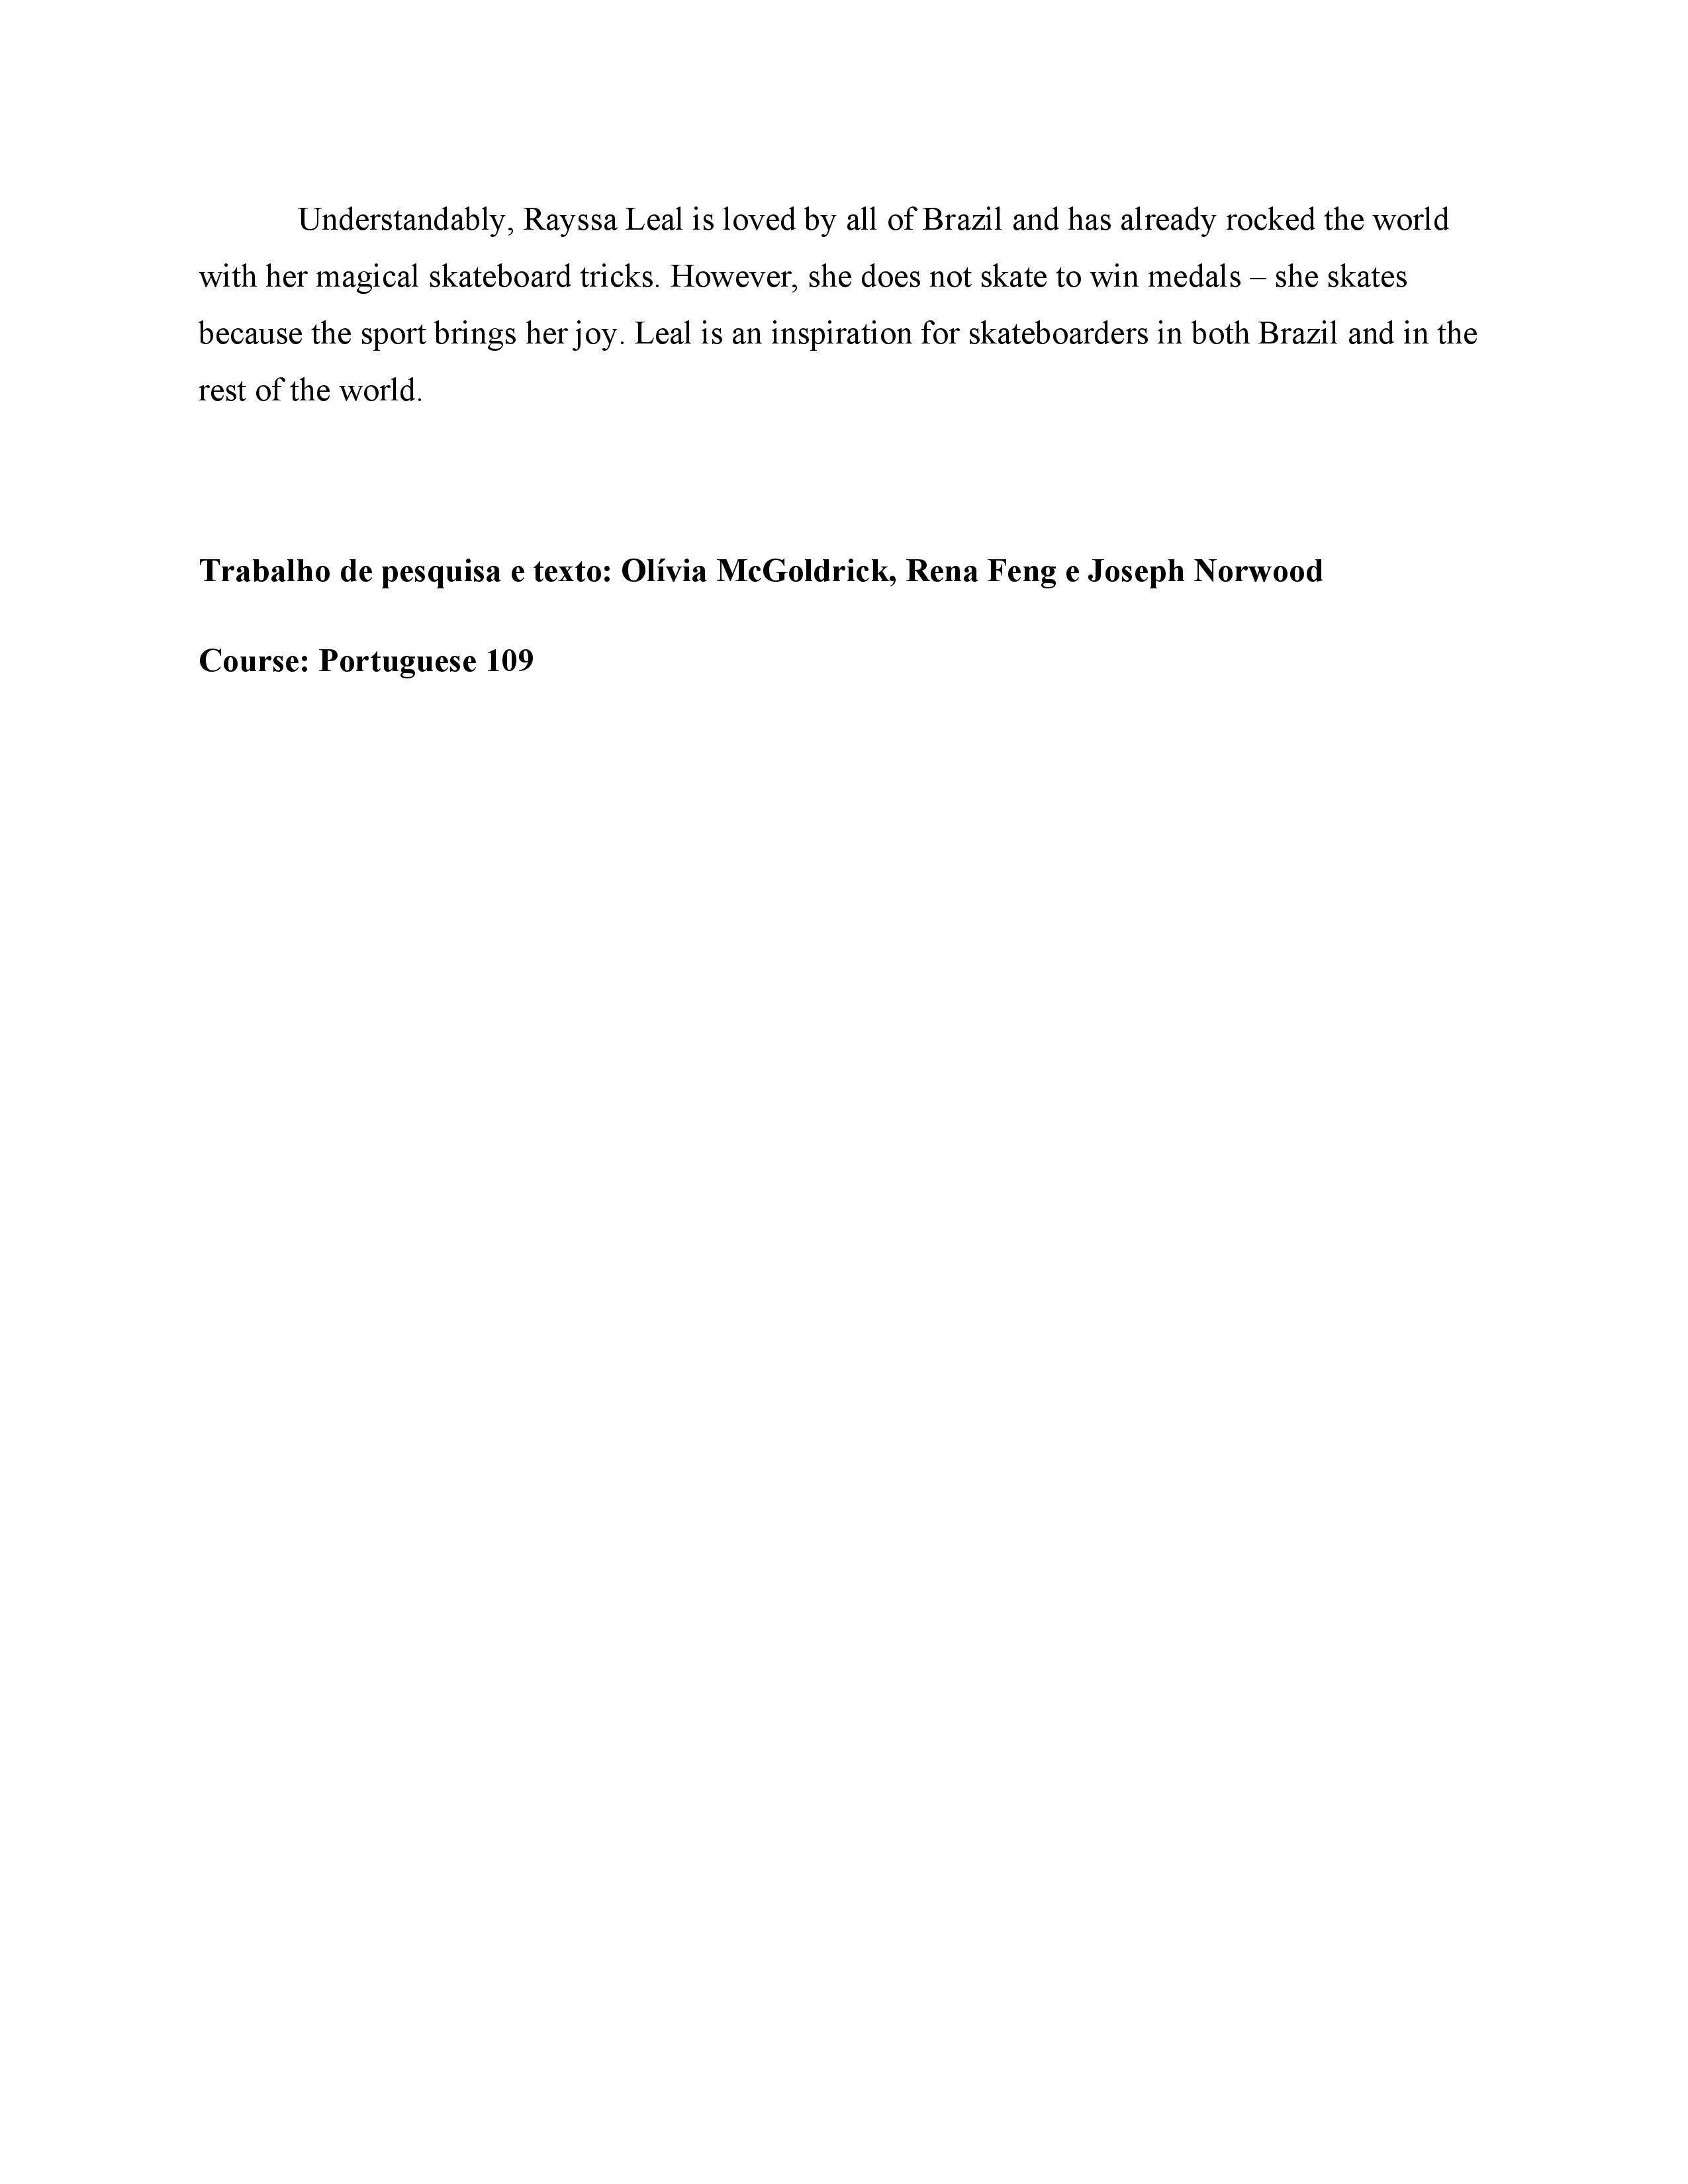 Understandably, Rayssa Leal is loved by all of Brazil and has already rocked the world
with her magical skateboard tricks. However, she does not skate to win medals – she skates
because the sport brings her joy. Leal is an inspiration for skateboarders in both Brazil and in the
rest of the world.
Trabalho de pesquisa e texto: Olívia McGoldrick, Rena Feng e Joseph Norwood
Course: Portuguese 109